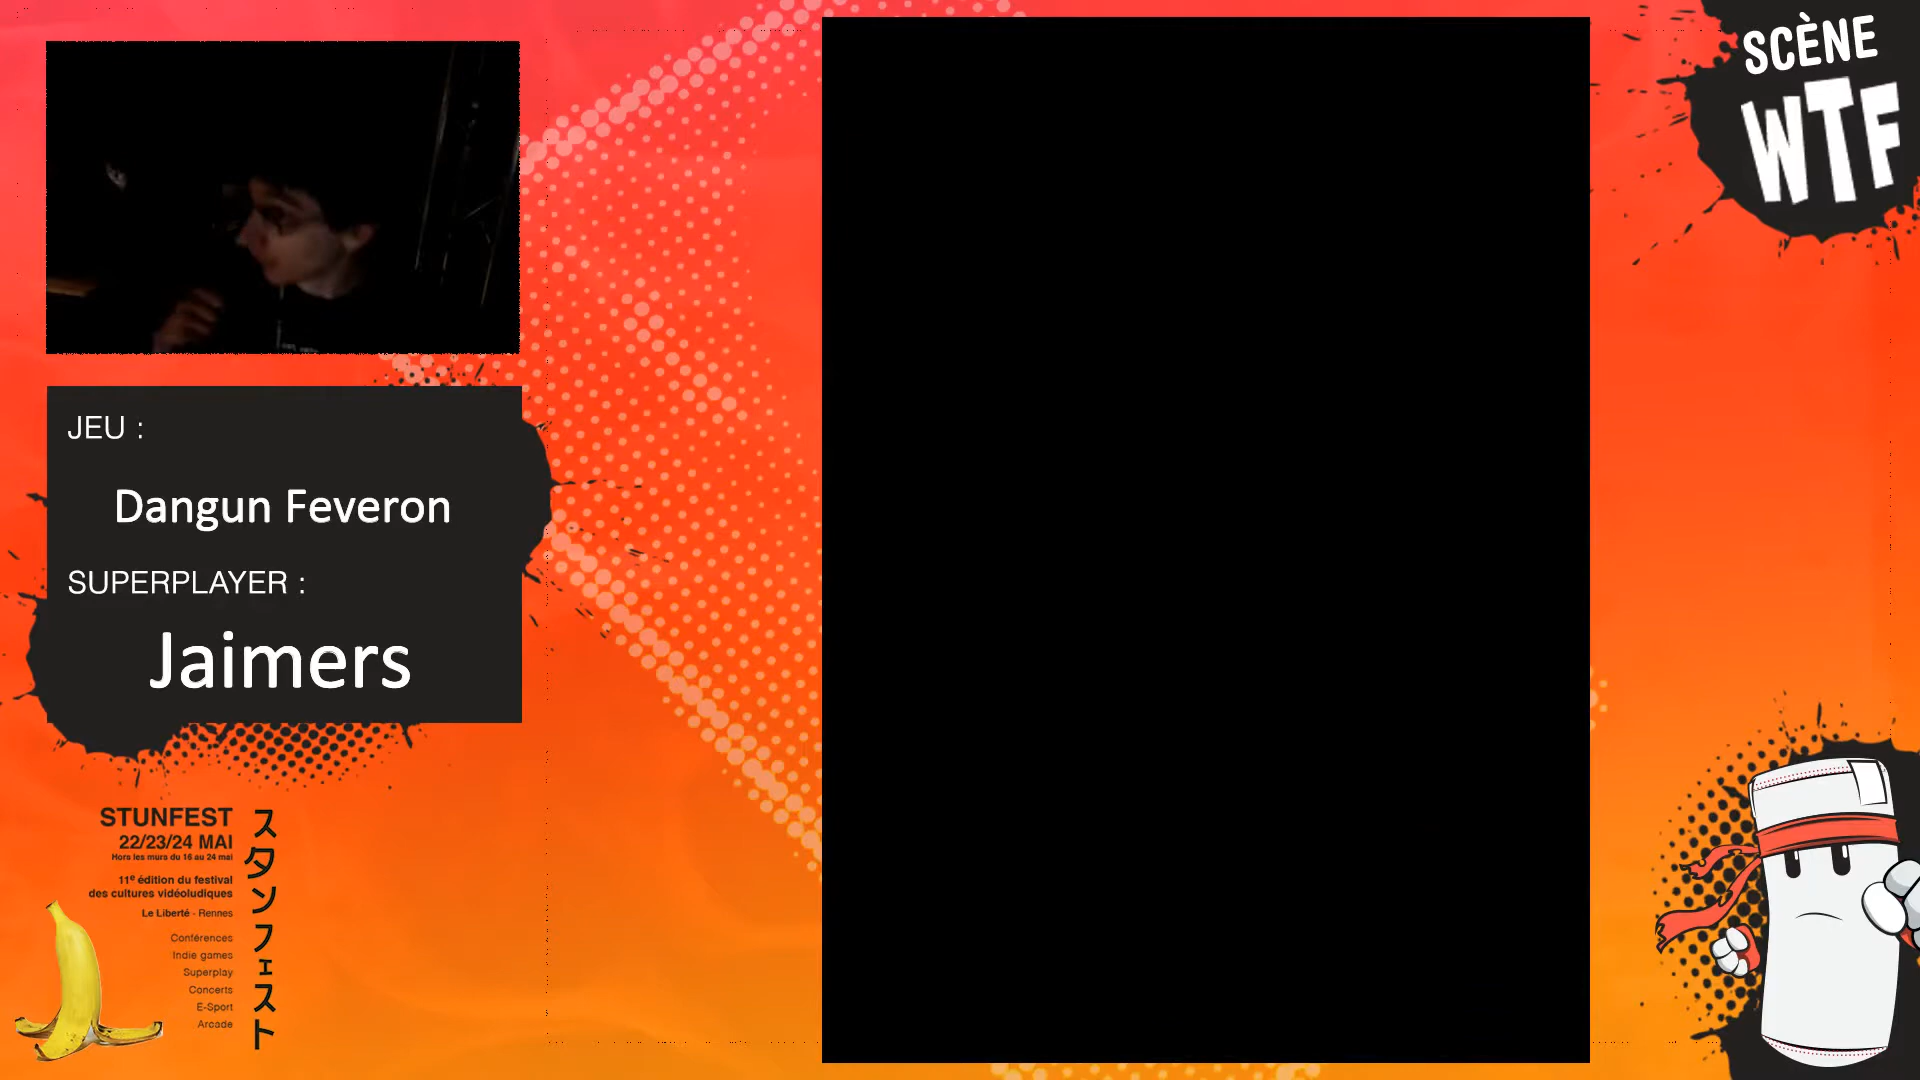 SCÈNE
WTF
JEU :
Dangun Feveron
SUPERPLAYER :
Jaimers
STUNFEST
22/23/24 MAI
Hors les murs du 16 au 24 mai
11e édition du festival
des cultures vidéoludiques
Le Liberté - Rennes
Conférences
Indie games
Superplay
Concerts
E-Sport
Arcade
スタンフェスト